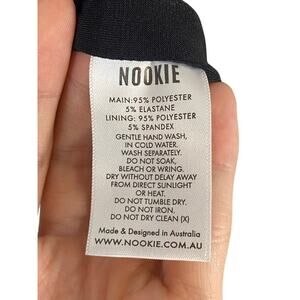 NOOKIE
MAIN:95% POLYESTER
5% ELASTANE
LINING: 95% POLYESTER
5% SPANDEX
GENTLE HAND WASH,
IN COLD WATER.
WASH SEPARATELY.
DO NOT SOAK,
BLEACH OR WRING.
DRY WITHOUT DELAY AWAY
FROM DIRECT SUNLIGHT
OR HEAT.
DO NOT TUMBLE DRY.
DO NOT IRON,
DO NOT DRY CLEAN (X)
Made & Designed in Australia
WWW.NOOKIE.COM.AU